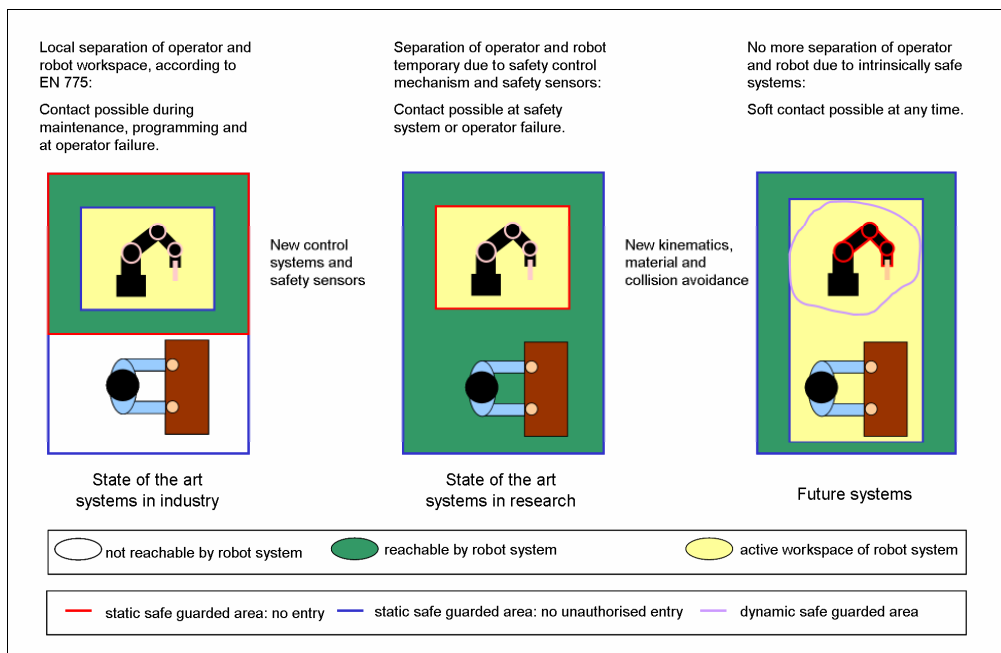 Local separation of operator and
robot workspace, according to
EN 775:
Contact possible during
maintenance, programming and
at operator failure.
Separation of operator and robot
temporary due to safety control
mechanism and safety sensors:
Contact possible at safety
system or operator failure.
No more separation of operator
and robot due to intrinsically safe
systems:
Soft contact possible at any time.
New control
systems and
safety sensors
New kinematics,
material and
collision avoidance
State of the art
systems in industry
State of the art
systems in research
Future systems
not reachable by robot system
reachable by robot system
active workspace of robot system
static safe guarded area: no entry
static safe guarded area: no unauthorised entry
dynamic safe guarded area